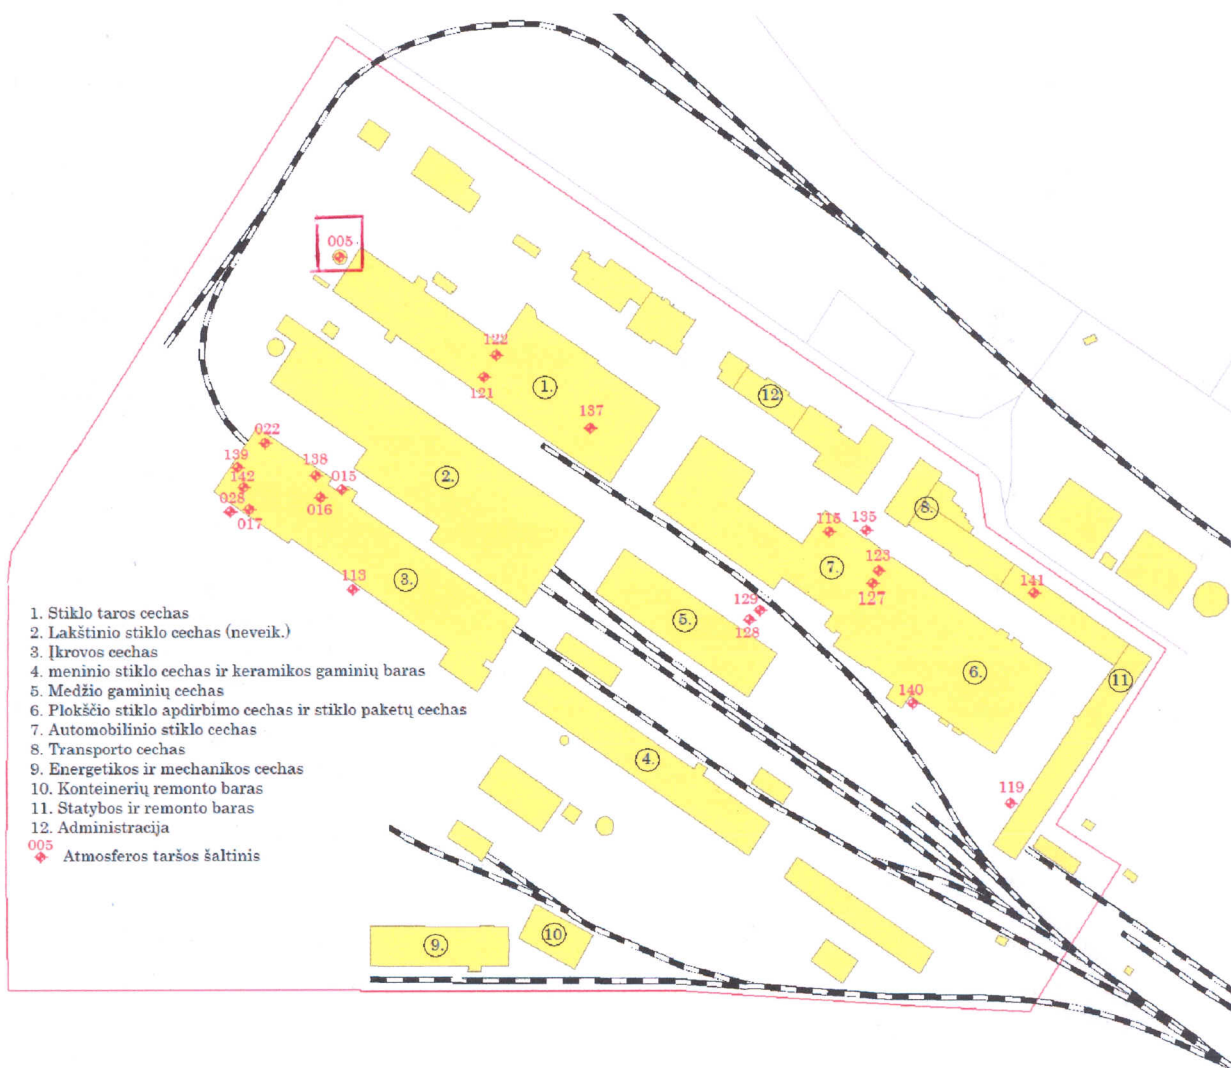 005
122
121
1.
137
12
022
139
142
028
017
138
015
016
2.
113
3.
8.
115
135
7.
123
127
141
129
128
5.
6.
11
140
4.
119
9.
10
1. Stiklo taros cechas
2. Lakštinio stiklo cechas (neveik.)
3. Įkrovos cechas
4. meninio stiklo cechas ir keramikos gaminių baras
5. Medžio gaminių cechas
6. Plokščio stiklo apdirbimo cechas ir stiklo paketų cechas
7. Automobilinio stiklo cechas
8. Transporto cechas
9. Energetikos ir mechanikos cechas
10. Konteinerių remonto baras
11. Statybos ir remonto baras
12. Administracija
005
Atmosferos taršos šaltinis